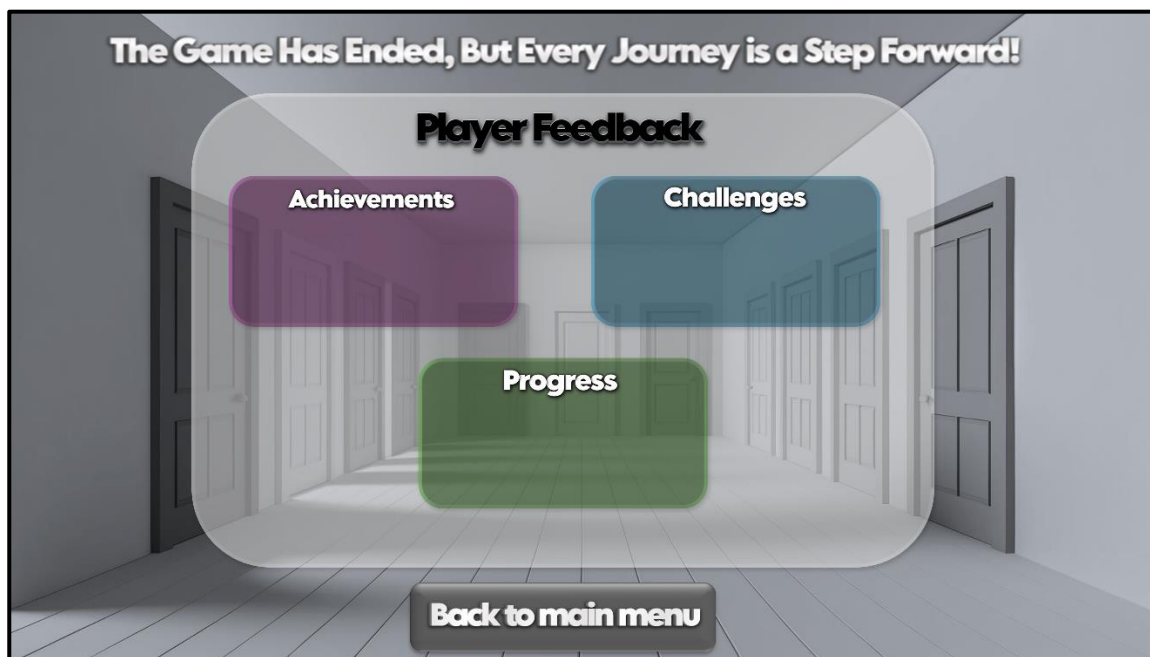 The Game Has Ended, But Every Journey is a Step Forward!
Player Feedback
Achievements
Challenges
Progress
Back to main menu